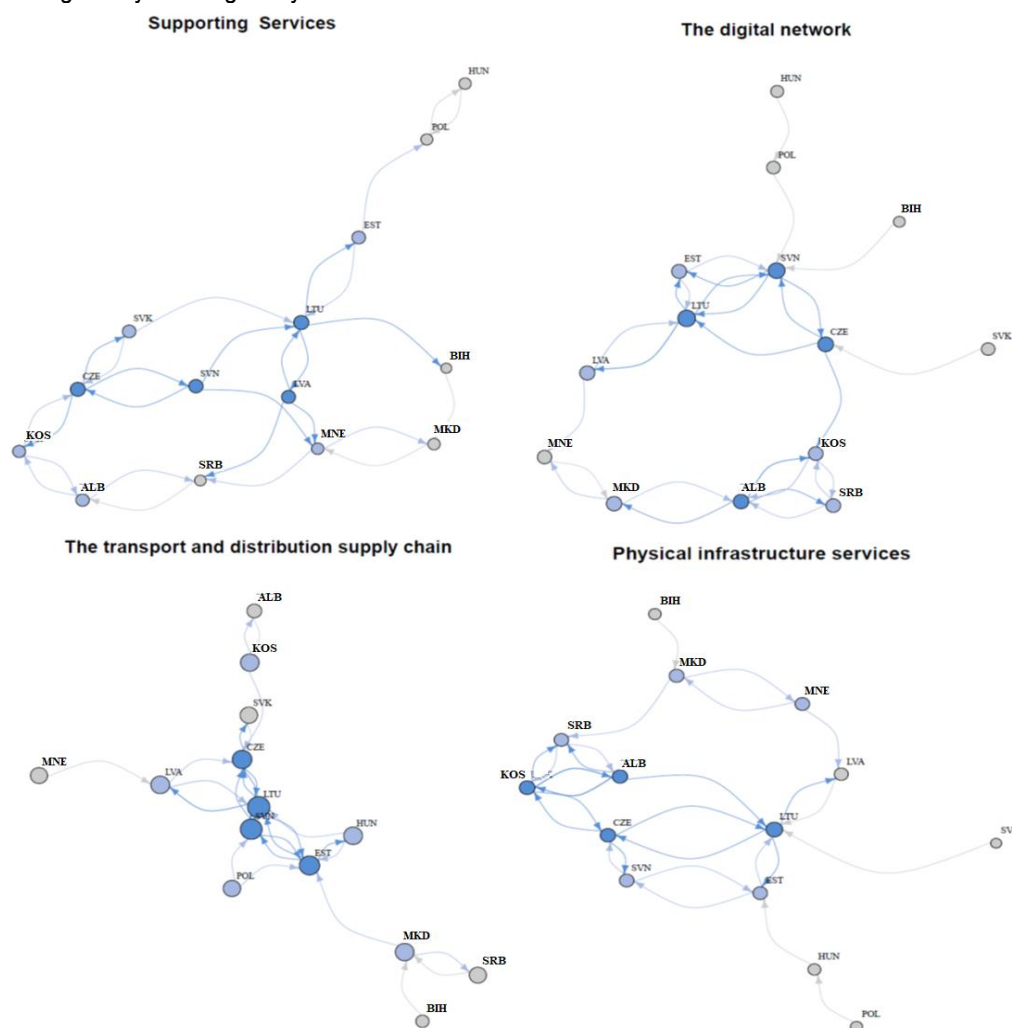 Supporting  Services
HUN
POL
EST
LTU
SVK
BIH
CZE
SVN
LVA
MNE
MKD
KOS
SRB
ALB
The digital network
HUN
POL
BIH
EST
SVN
LTU
CZE
SVK
LVA
MNE
KOS
MKD
ALB
SRB
The transport and distribution supply chain
ALB
KOS
SVK
CZE
MNE
LVA
LTU
SVN
HUN
EST
POL
MKD
SRB
BIH
Physical infrastructure services
BIH
MKD
MNE
SRB
LVA
KOS
ALB
CZE
LTU
SV
SVN
EST
HUN
POL